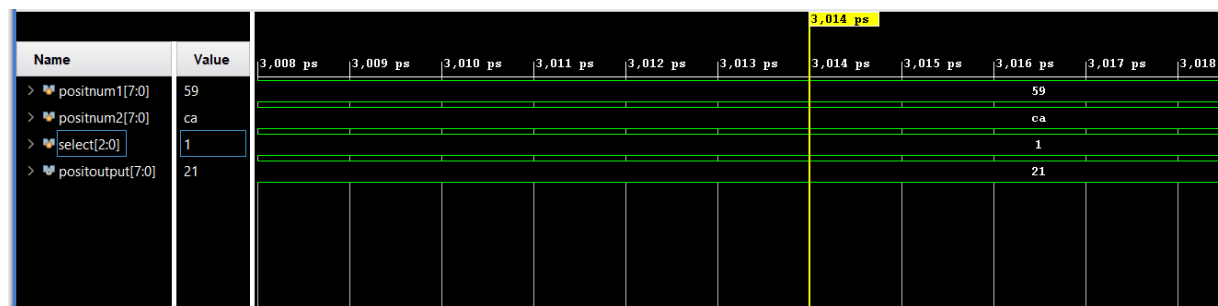 3,014 ps
Name Value 3,008 ps 3,009 ps 3,010 ps 3,011 ps 3,012 ps 3,013 ps 3,014 ps 3,015 ps 3,016 ps 3,017 ps 3,018
positnum1[7:0] 59 59
positnum2[7:0] ca ca
select[2:0] 1 1
positoutput[7:0] 21 21